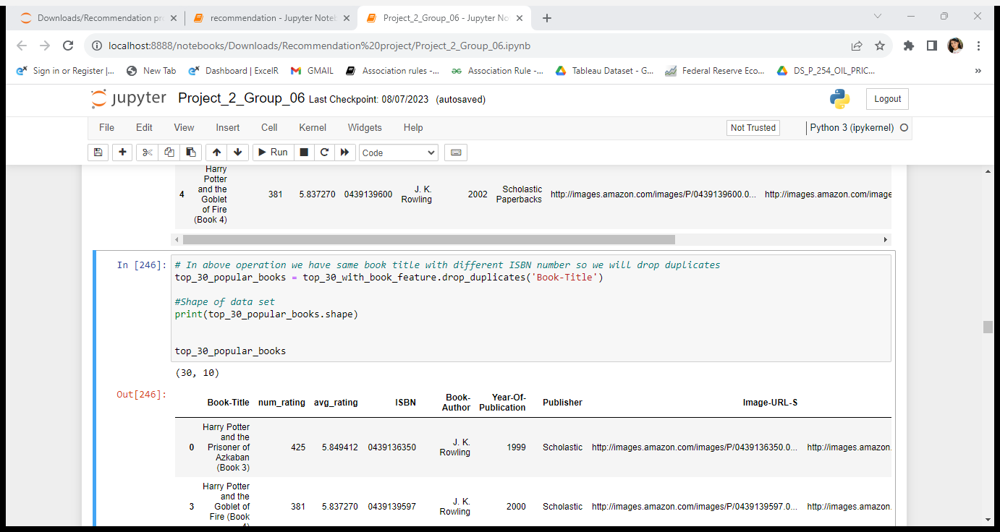 Downloads/Recommendation pr
recommendation - Jupyter Noteb
Project_2_Group_06 - Jupyter No
localhost:8888/notebooks/Downloads/Recommendation%20project/Project_2_Group_06.ipynb
Sign in or Register |... New Tab Dashboard | ExcelR GMAIL Association rules -... Association Rule -... Tableau Dataset - G... Federal Reserve Eco... DS_P_254_OIL_PRIC... »
jupyter Project_2_Group_06 Last Checkpoint: 08/07/2023 (autosaved) Logout
File Edit View Insert Cell Kernel Widgets Help Not Trusted Python 3 (ipykernel)
Run Code
Harry
Potter
and the
4 Goblet 381 5.837270 0439139600 J. K. Rowling 2002 Scholastic Paperbacks http://images.amazon.com/images/P/0439139600.0... http://images.amazon.com/image
of Fire
(Book 4)
In [246]: # In above operation we have same book title with different ISBN number so we will drop duplicates
top_30_popular_books = top_30_with_book_feature.drop_duplicates('Book-Title')
#Shape of data set
print(top_30_popular_books.shape)
top_30_popular_books
(30, 10)
Out[246]:
Book-Title num_rating avg_rating ISBN Book-Author Year-Of-Publication Publisher Image-URL-S
Harry Potter
and the
0 Prisoner of 425 5.849412 0439136350 J. K. Rowling 1999 Scholastic http://images.amazon.com/images/P/0439136350.0... http://images.amazon.
Azkaban
(Book 3)
Harry Potter
and the
3 Goblet of 381 5.837270 0439139597 J. K. Rowling 2000 Scholastic http://images.amazon.com/images/P/0439139597.0... http://images.amazon.
Fire (Book
4)